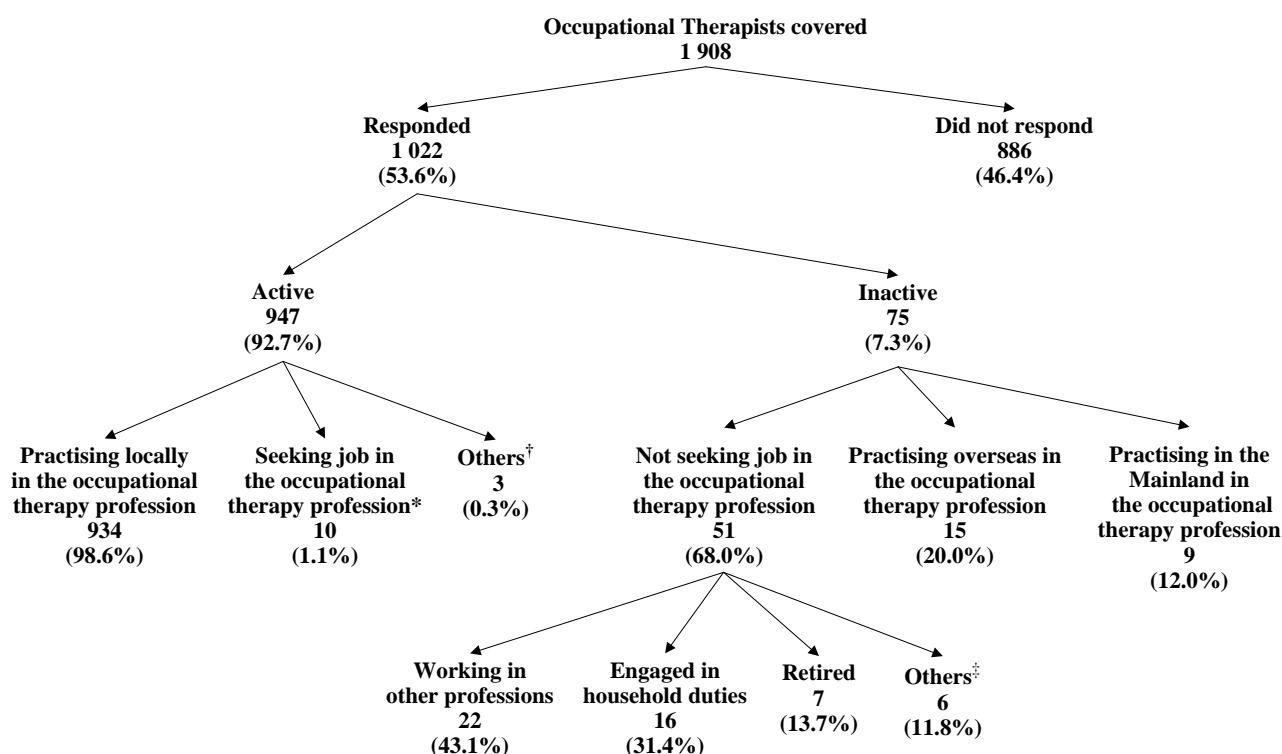 Occupational Therapists covered
1 908
Responded
1 022
(53.6%)
Did not respond
886
(46.4%)
Active
947
(92.7%)
Inactive
75
(7.3%)
Practising locally
in the occupational
therapy profession
934
(98.6%)
Seeking job in
the occupational
therapy profession*
10
(1.1%)
Others†
3
(0.3%)
Not seeking job in
the occupational
therapy profession
51
(68.0%)
Practising overseas in
the occupational
therapy profession
15
(20.0%)
Practising in the
Mainland in
the occupational
therapy profession
9
(12.0%)
Working in
other professions
22
(43.1%)
Engaged in
household duties
16
(31.4%)
Retired
7
(13.7%)
Others‡
6
(11.8%)